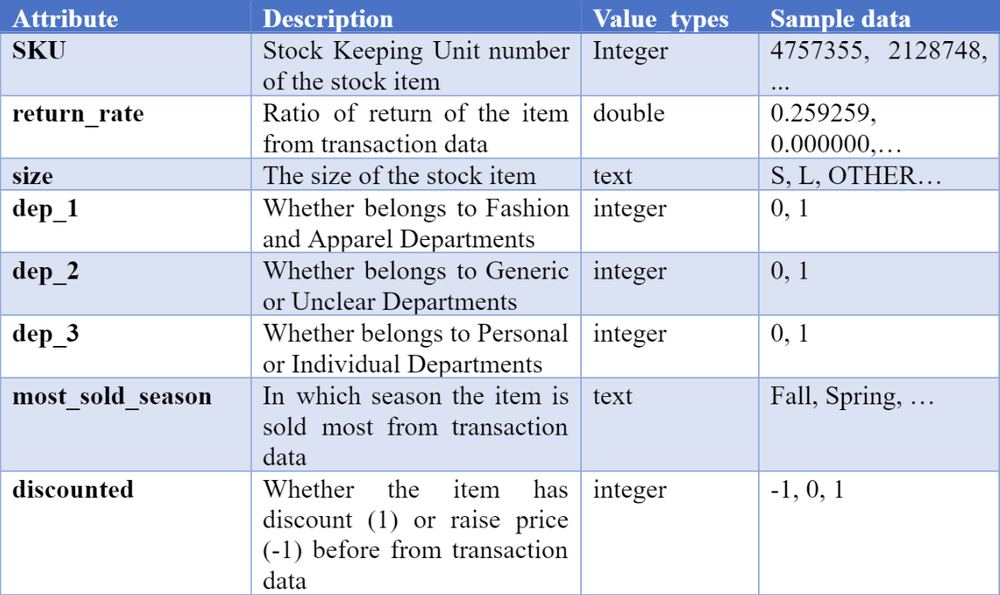 Attribute Description Value_types Sample data
SKU Stock Keeping Unit number Integer 4757355, 2128748,
of the stock item ...
return_rate Ratio of return of the item double 0.259259,
from transaction data 0.000000,…
size The size of the stock item text S, L, OTHER…
dep_1 Whether belongs to Fashion integer 0, 1
and Apparel Departments
dep_2 Whether belongs to Generic integer 0, 1
or Unclear Departments
dep_3 Whether belongs to Personal integer 0, 1
or Individual Departments
most_sold_season In which season the item is text Fall, Spring, …
sold most from transaction
data
discounted Whether the item has integer -1, 0, 1
discount (1) or raise price
(-1) before from transaction
data